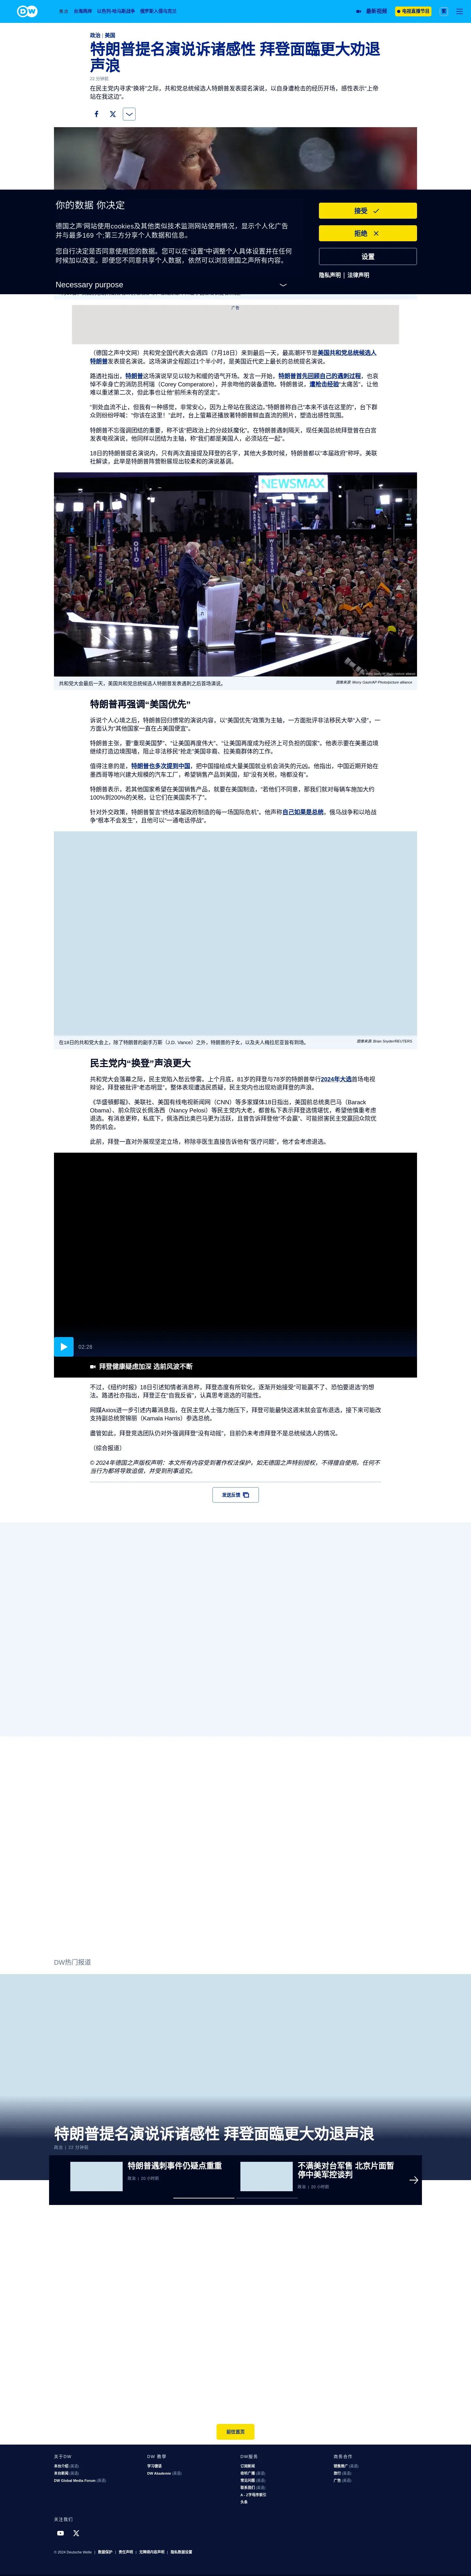 DW
焦点
台海两岸
以色列-哈马斯战争
俄罗斯入侵乌克兰
最新视频
电视直播节目
繁
政治 | 美国
特朗普提名演说诉诸感性 拜登面臨更大劝退
声浪
22 分钟前
在民主党内寻求“换将”之际，共和党总统候选人特朗普发表提名演说，以自身遭枪击的经历开场，感性表示“上帝
站在我这边”。
你的数据 你决定
德国之声网站使用cookies及其他类似技术监测网站使用情况，显示个人化广告
并与最多169 个;第三方分享个人数据和信息。
您自行决定是否同意使用您的数据。您可以在“设置”中调整个人具体设置并在任何
时候加以改变。即便您不同意共享个人数据，依然可以浏览德国之声所有内容。
Necessary purpose
接受
拒绝
设置
隐私声明 | 法律声明
广告
（德国之声中文网）共和党全国代表大会週四（7月18日）来到最后一天，最高潮环节是美国共和党总统候选人
特朗普发表提名演说。这场演讲全程超过1个半小时，是美国近代史上最长的总统提名演说。
路透社指出，特朗普这场演说罕见以较为和暖的语气开场。发言一开始，特朗普首先回顾自己的遇刺过程，也哀
悼不幸身亡的消防员柯瑞（Corey Comperatore），并亲吻他的装备遗物。特朗普说，遭枪击经验“太痛苦”，让他
难以重述第二次，但此事也让他“前所未有的坚定”。
“到处血流不止，但我有一种感觉，非常安心，因为上帝站在我这边。”特朗普称自己“本来不该在这里的”，台下群
众则纷纷呼喊：“你该在这里！”此时，台上萤幕还播放著特朗普鲜血直流的照片，塑造出感性氛围。
特朗普不忘强调团结的重要，称不该“把政治上的分歧妖魔化”。在特朗普遇刺隔天，现任美国总统拜登曾在白宫
发表电视演说，他同样以团结为主轴，称“我们都是美国人，必须站在一起”。
18日的特朗普提名演说内，只有两次直接提及拜登的名字，其他大多数时候，特朗普都以“本届政府”称呼。美联
社解读，此举是特朗普阵营盼展现出较柔和的演说基调。
NEWSMAX
OHIO
WISCONSIN
共和党大会最后一天，美国共和党总统候选人特朗普发表遇刺之后首场演说。
特朗普再强调“美国优先”
诉说个人心境之后，特朗普回归惯常的演说内容，以“美国优先”政策为主轴，一方面批评非法移民大举“入侵”，一
方面认为“其他国家一直在占美国便宜”。
特朗普主张，要“重现美国梦”、“让美国再度伟大”、“让美国再度成为经济上可负担的国家”。他表示要在美墨边境
继续打造边境围墙，阻止非法移民“抢走”美国非裔、拉美裔群体的工作。
值得注意的是，特朗普也多次提到中国，把中国描绘成大量美国就业机会消失的元凶。他指出，中国近期开始在
墨西哥等地兴建大规模的汽车工厂，希望销售产品到美国，却“没有关税，啥都没有”。
特朗普表示，若其他国家希望在美国销售产品，就要在美国制造，“若他们不同意，那我们就对每辆车施加大约
100%到200%的关税，让它们在美国卖不了”。
针对外交政策，特朗普誓言“终结本届政府制造的每一场国际危机”，他声称自己如果是总统，俄乌战争和以哈战
争“根本不会发生”，且他可以“一通电话停战”。
在18日的共和党大会上，除了特朗普的副手万斯（J.D. Vance）之外，特朗普的子女，以及夫人梅拉尼亚皆有到场。
图像来源: Brian Snyder/REUTERS
民主党内“换登”声浪更大
共和党大会落幕之际，民主党陷入愁云惨雾。上个月底，81岁的拜登与78岁的特朗普举行2024年大选首场电视
辩论，拜登被批评“老态明显”，整体表现遭选民质疑，民主党内也出现劝退拜登的声浪。
《华盛顿邮报》、美联社、美国有线电视新闻网（CNN）等多家媒体18日指出，美国前总统奥巴马（Barack
Obama）、前众院议长佩洛西（Nancy Pelosi）等民主党内大老，都曾私下表示拜登选情堪忧，希望他慎重考虑
退选。有消息更称，私底下，佩洛西比奥巴马更为活跃，且曾告诉拜登他“不会赢”、可能损害民主党赢回众院优
势的机会。
此前，拜登一直对外展现坚定立场，称除非医生直接告诉他有“医疗问题”，他才会考虑退选。
02:28
拜登健康疑虑加深 选前风波不断
不过，《纽约时报》18日引述知情者消息称，拜登态度有所软化，逐渐开始接受“可能赢不了、恐怕要退选”的想
法。路透社亦指出，拜登正在“自我反省”，认真思考退选的可能性。
网媒Axios进一步引述内幕消息指，在民主党人士强力施压下，拜登可能最快这週末就会宣布退选，接下来可能改
支持副总统贺锦丽（Kamala Harris）参选总统。
盡管如此，拜登竞选团队仍对外强调拜登“没有动摇”，目前仍未考虑拜登不是总统候选人的情况。
（综合报道）
© 2024年德国之声版权声明：本文所有内容受到著作权法保护，如无德国之声特别授权，不得擅自使用。任何不
当行为都将导致追偿，并受到刑事追究。
发送反馈
DW热门报道
特朗普提名演说诉诸感性 拜登面臨更大劝退声浪
政治 | 22 分钟前
特朗普遇刺事件仍疑点重重
政治 | 20 小时前
不满美对台军售 北京片面暂
停中美军控谈判
政治 | 20 小时前
前往首页
关于DW
本台介绍 (英语)
本台新闻 (英语)
DW Global Media Forum (英语)
DW 教学
学习德语
DW Akademie (英语)
DW服务
订阅新闻
收听广播 (英语)
常见问题 (英语)
联系我们 (英语)
A - Z字母序索引
头条
商务合作
销售推广 (英语)
旅行 (英语)
广告 (英语)
关注我们
© 2024 Deutsche Welle
数据保护
责任声明
无障碍内容声明
隐私数据设置